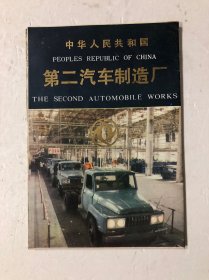 中华人民共和国
PEOPLES REPUBLIC OF CHINA
第二汽车制造厂
THE SECOND AUTOMOBILE WORKS